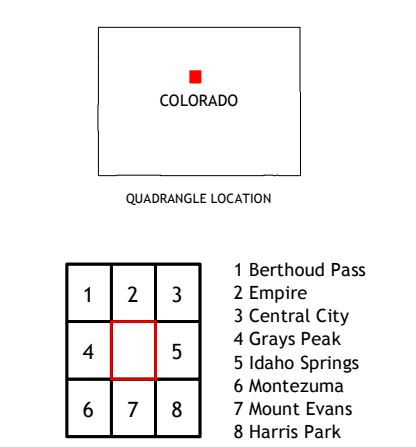 COLORADO
QUADRANGLE LOCATION
1 2 3
4 5
6 7 8
1 Berthoud Pass
2 Empire
3 Central City
4 Grays Peak
5 Idaho Springs
6 Montezuma
7 Mount Evans
8 Harris Park